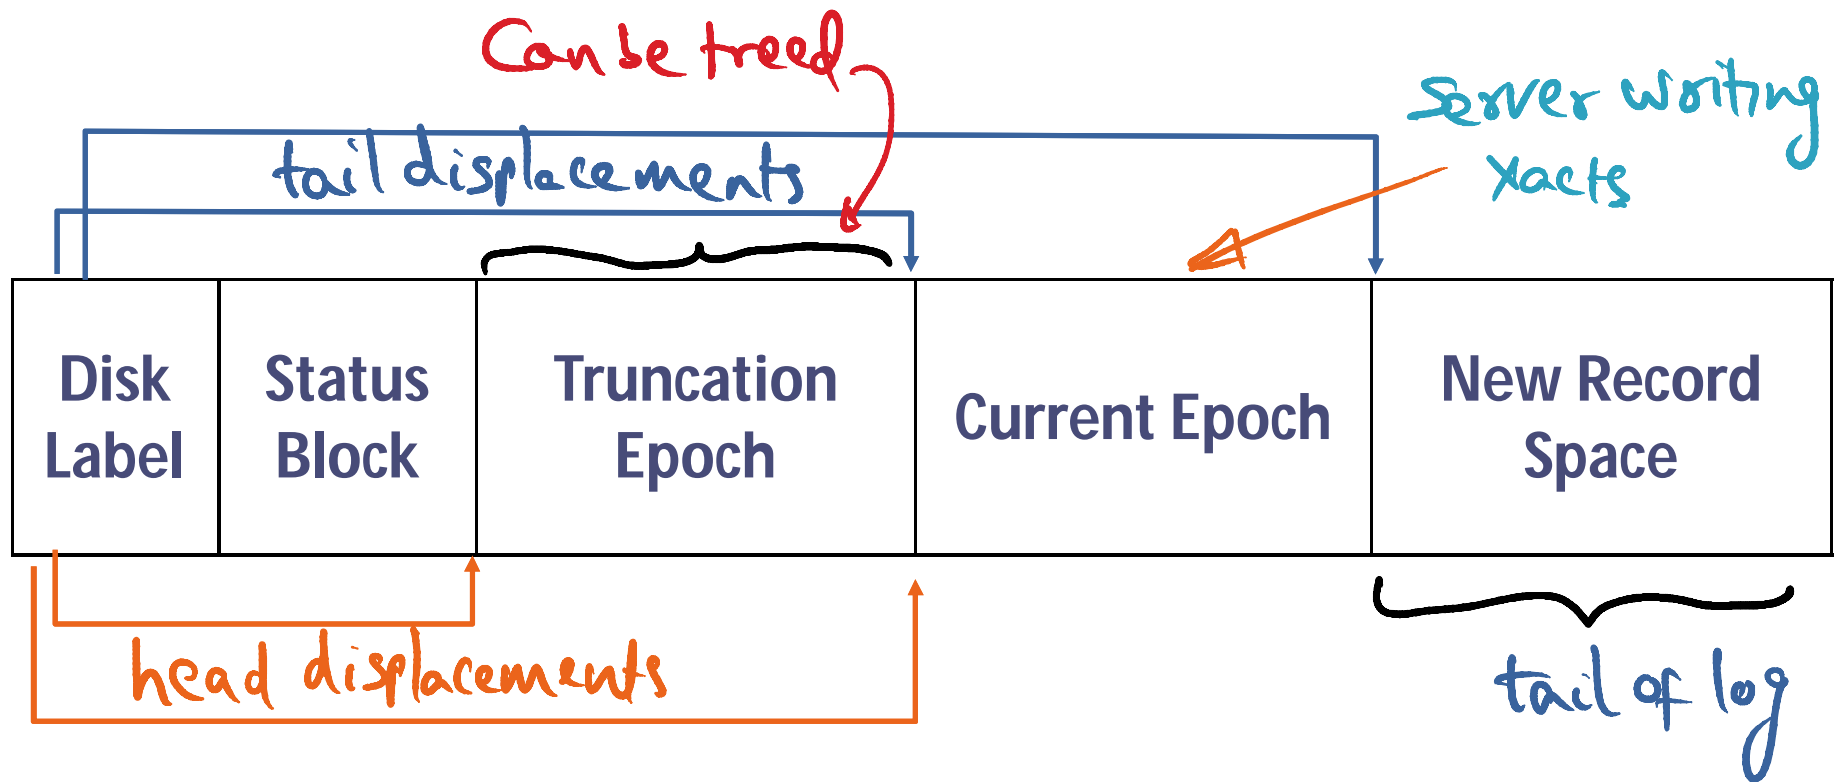 Can be freed
server writing
xacts
tail displacements
Disk
Label
Status
Block
Truncation
Epoch
Current Epoch
New Record
Space
head displacements
tail of log